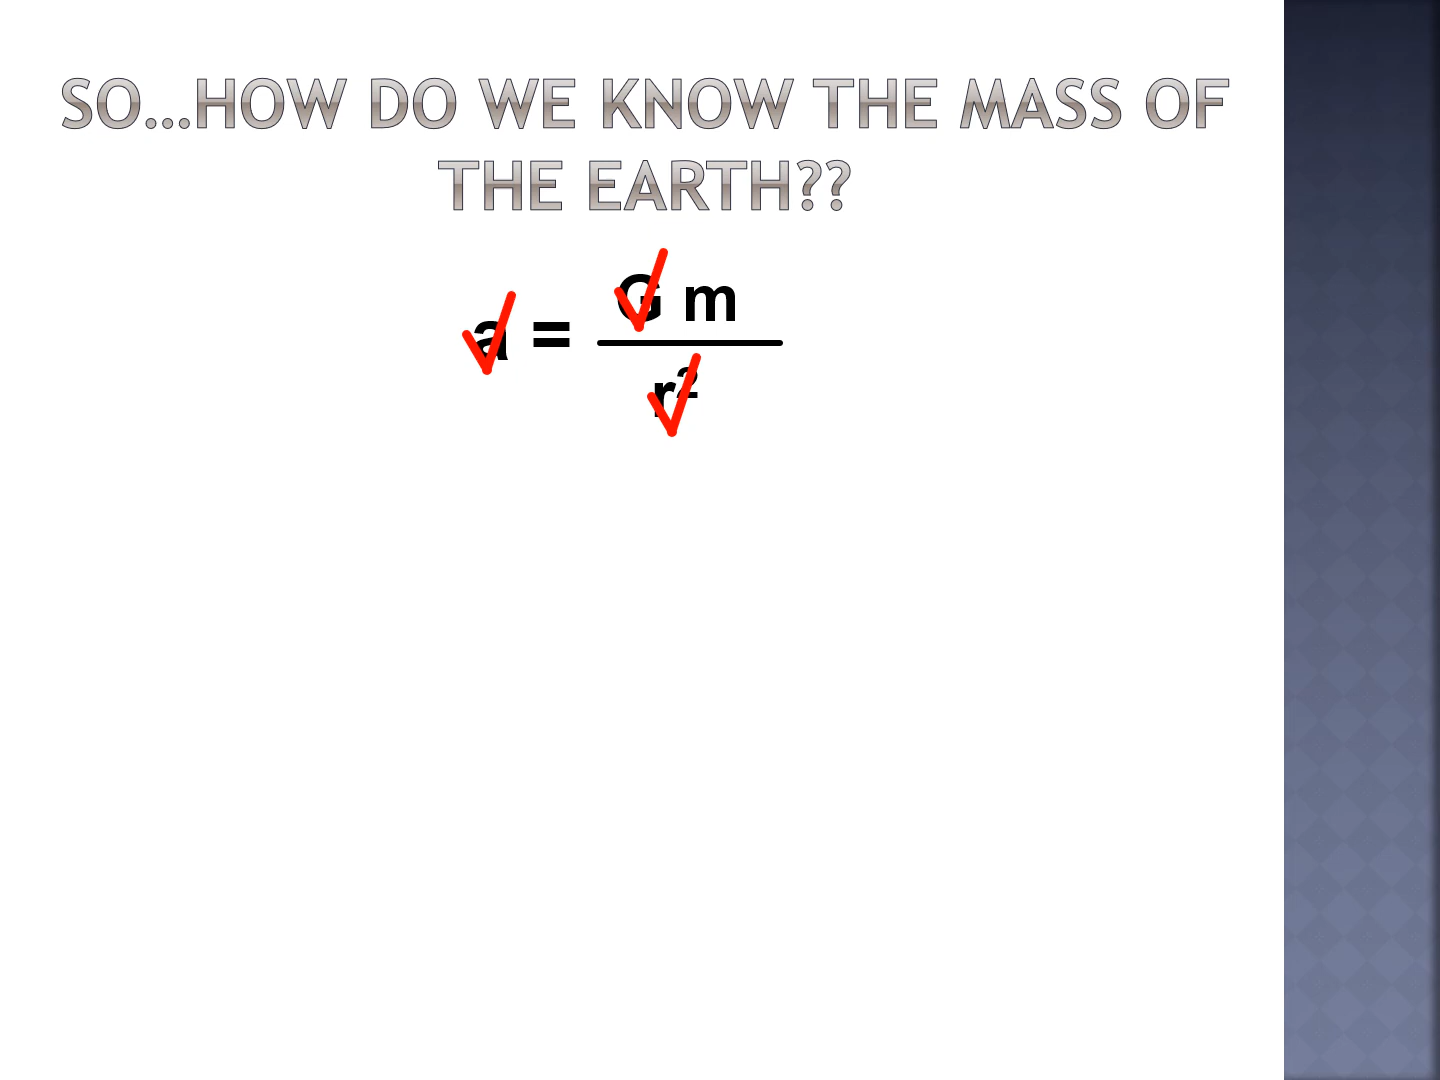 SO…HOW DO WE KNOW THE MASS OF
THE EARTH??
a = G m
r²